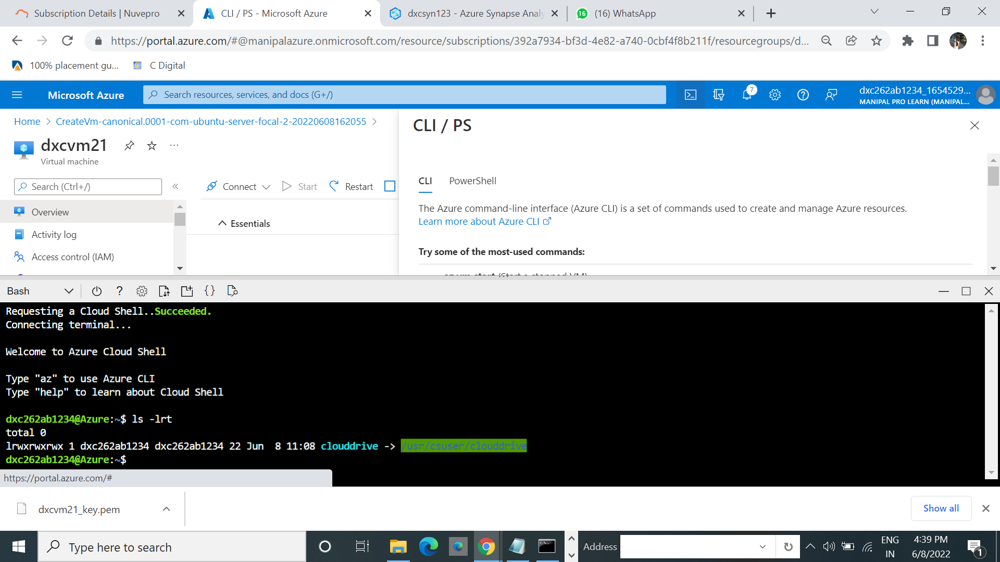 Subscription Details | Nuvepro
CLI / PS - Microsoft Azure
dxcsyn123 - Azure Synapse Analy
16
(16) WhatsApp
https://portal.azure.com/#@manipalazure.onmicrosoft.com/resource/subscriptions/392a7934-bf3d-4e82-a740-0cbf4f8b211f/resourcegroups/d...
100% placement gu...
C Digital
Microsoft Azure
Search resources, services, and docs (G+/)
7
dxc262ab1234_1654529...
MANIPAL PRO LEARN (MANIPAL...
Home > CreateVm-canonical.0001-com-ubuntu-server-focal-2-20220608162055 >
dxcvm21
Virtual machine
Search (Ctrl+/)
Connect
Start
Restart
Overview
Activity log
Access control (IAM)
Essentials
CLI / PS
CLI
PowerShell
The Azure command-line interface (Azure CLI) is a set of commands used to create and manage Azure resources.
Learn more about Azure CLI
Try some of the most-used commands:
az vm start (Start a stopped VM)
Bash
Requesting a Cloud Shell..Succeeded.
Connecting terminal...
Welcome to Azure Cloud Shell
Type "az" to use Azure CLI
Type "help" to learn about Cloud Shell
dxc262ab1234@Azure:~$ ls -lrt
total 0
lrwxrwxrwx 1 dxc262ab1234 dxc262ab1234 22 Jun  8 11:08 clouddrive -> /usr/csuser/clouddrive
dxc262ab1234@Azure:~$
https://portal.azure.com/#
dxcvm21_key.pem
Show all
Type here to search
Address
ENG
IN
4:39 PM
6/8/2022
1